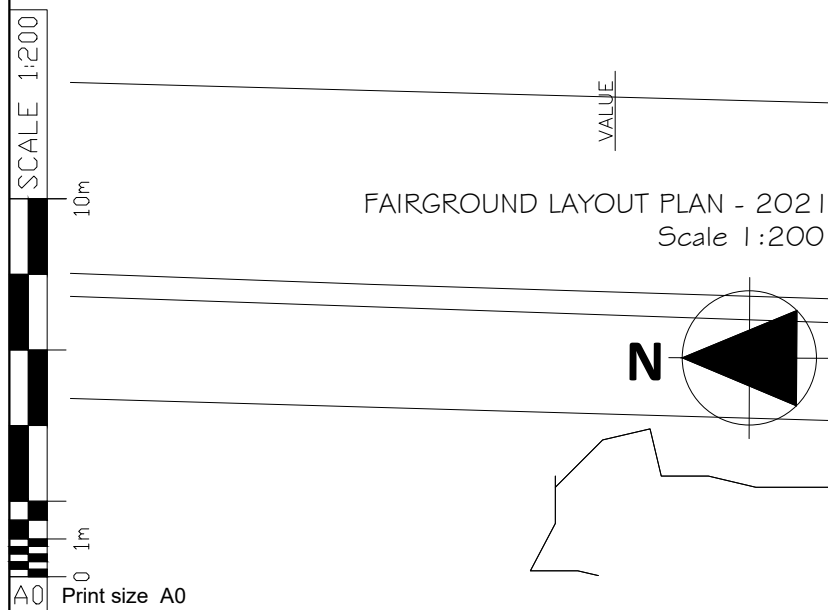 SCALE 1:200
10m
1m
0
A0
Print size A0
VALUE
FAIRGROUND LAYOUT PLAN - 2021
Scale 1:200
N